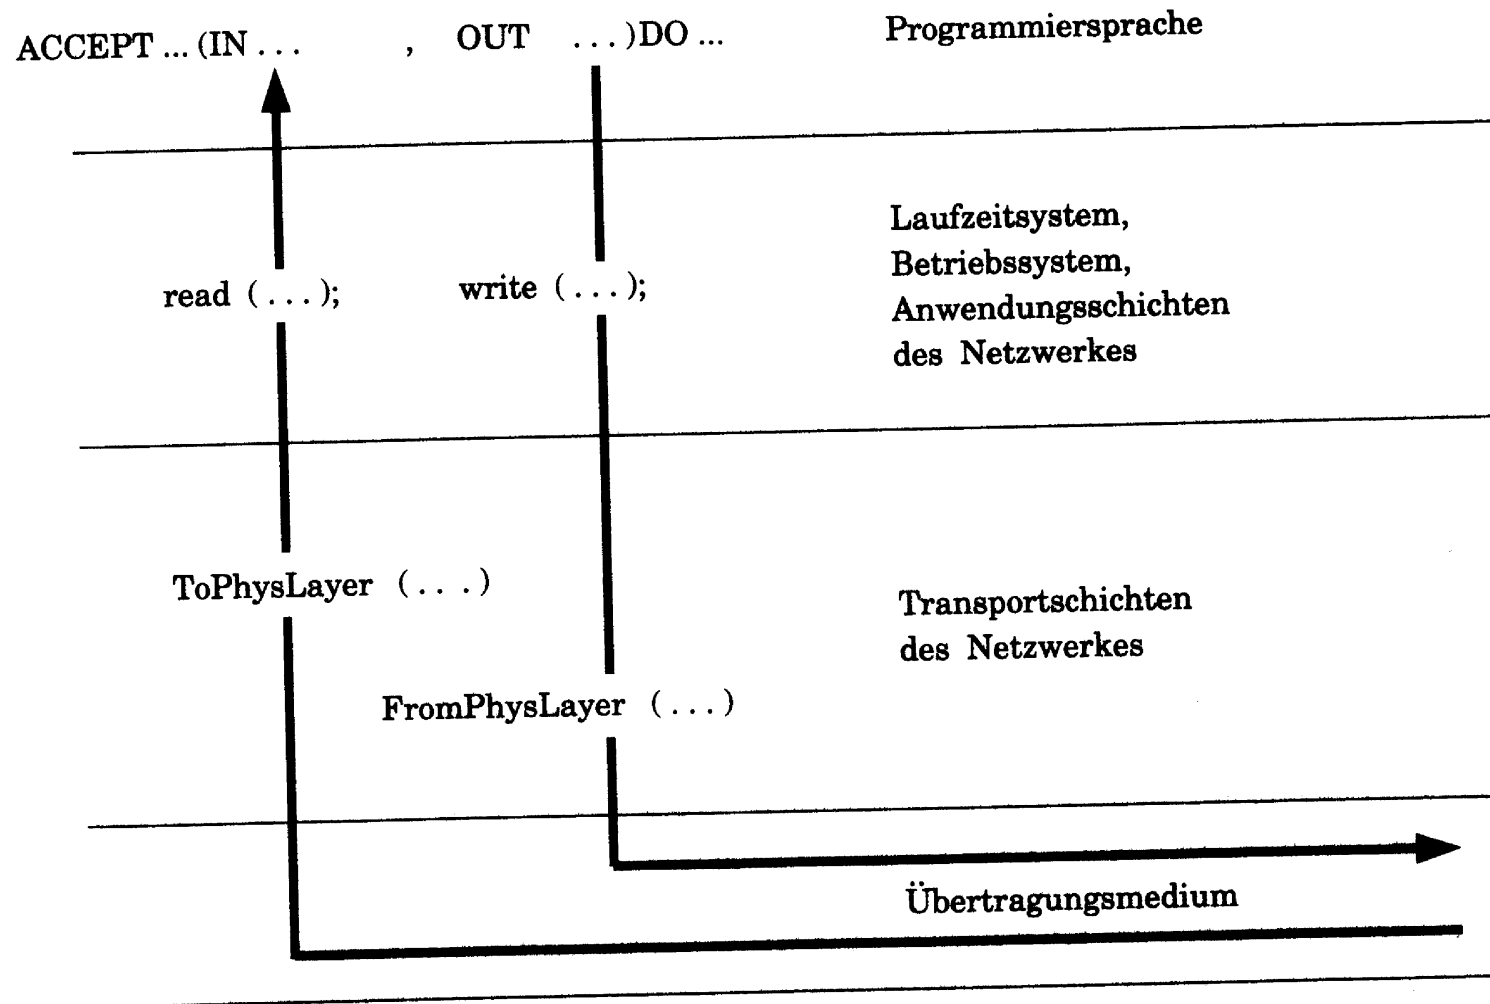 ACCEPT ... (IN ... , OUT ...) DO ... Programmiersprache
Laufzeitsystem,
Betriebssystem,
read (...); write (...);
Anwendungsschichten
des Netzwerkes
ToPhysLayer (...)
Transportschichten
des Netzwerkes
FromPhysLayer (...)
Übertragungsmedium